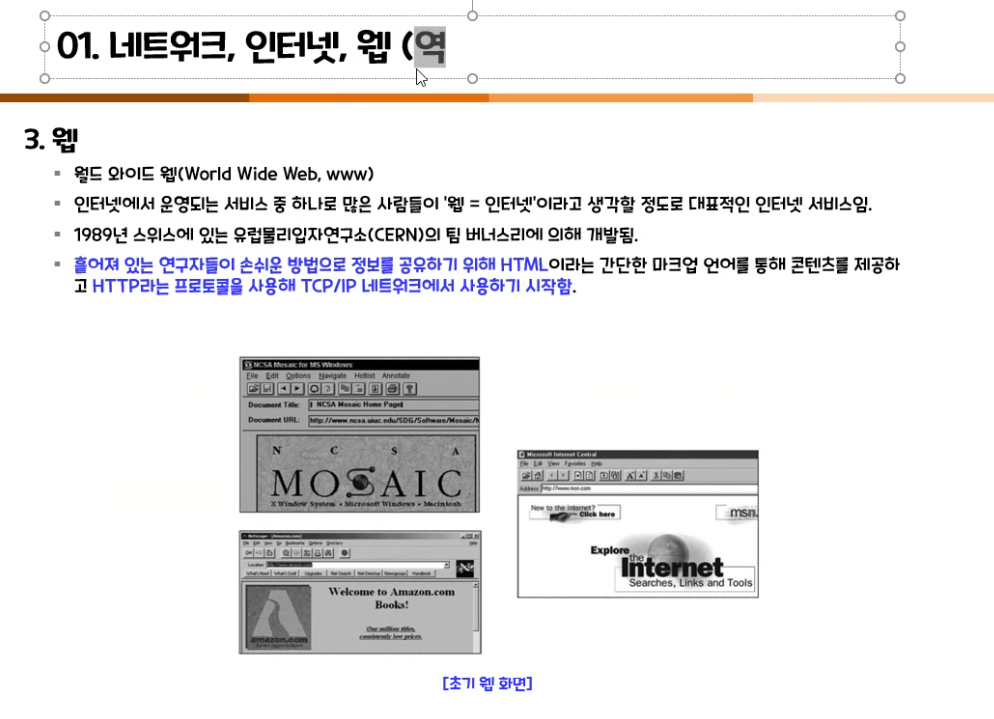 01. 네트워크, 인터넷, 웹 (역
3. 웹
월드 와이드 웹(World Wide Web, www)
인터넷에서 운영되는 서비스 중 하나로 많은 사람들이 '웹 = 인터넷'이라고 생각할 정도로 대표적인 인터넷 서비스임.
1989년 스위스에 있는 유럽물리입자연구소(CERN)의 팀 버너스리에 의해 개발됨.
흩어져 있는 연구자들이 손쉬운 방법으로 정보를 공유하기 위해 HTML이라는 간단한 마크업 언어를 통해 콘텐츠를 제공하
고 HTTP라는 프로토콜을 사용해 TCP/IP 네트워크에서 사용하기 시작함.
NCSA Mosaic for MS Windows
File Edit Options Navigate Hotlist Annotate
Document Title: NCSA Mosaic Home Page
Document URL: http://www.ncsa.uiuc.edu/SDG/Software/Mosaic/
N C S A
MOSAIC
X Window System • Microsoft Windows • Macintosh
Netscape - [Amazon.com]
File Edit View Go Bookmarks Options Directory Help
Location:
What's New! What's Cool! Upgrades Net Search Net Directory Newsgroups Handbook
amazon.com
Welcome to Amazon.com
Books!
One million titles,
consistently low prices.
Microsoft Internet Central
File Edit View Favorites Help
Address http://www.msn.com
New to the Internet?
Click here
msn.
Explore
the
Internet
Searches, Links and Tools
[초기 웹 화면]